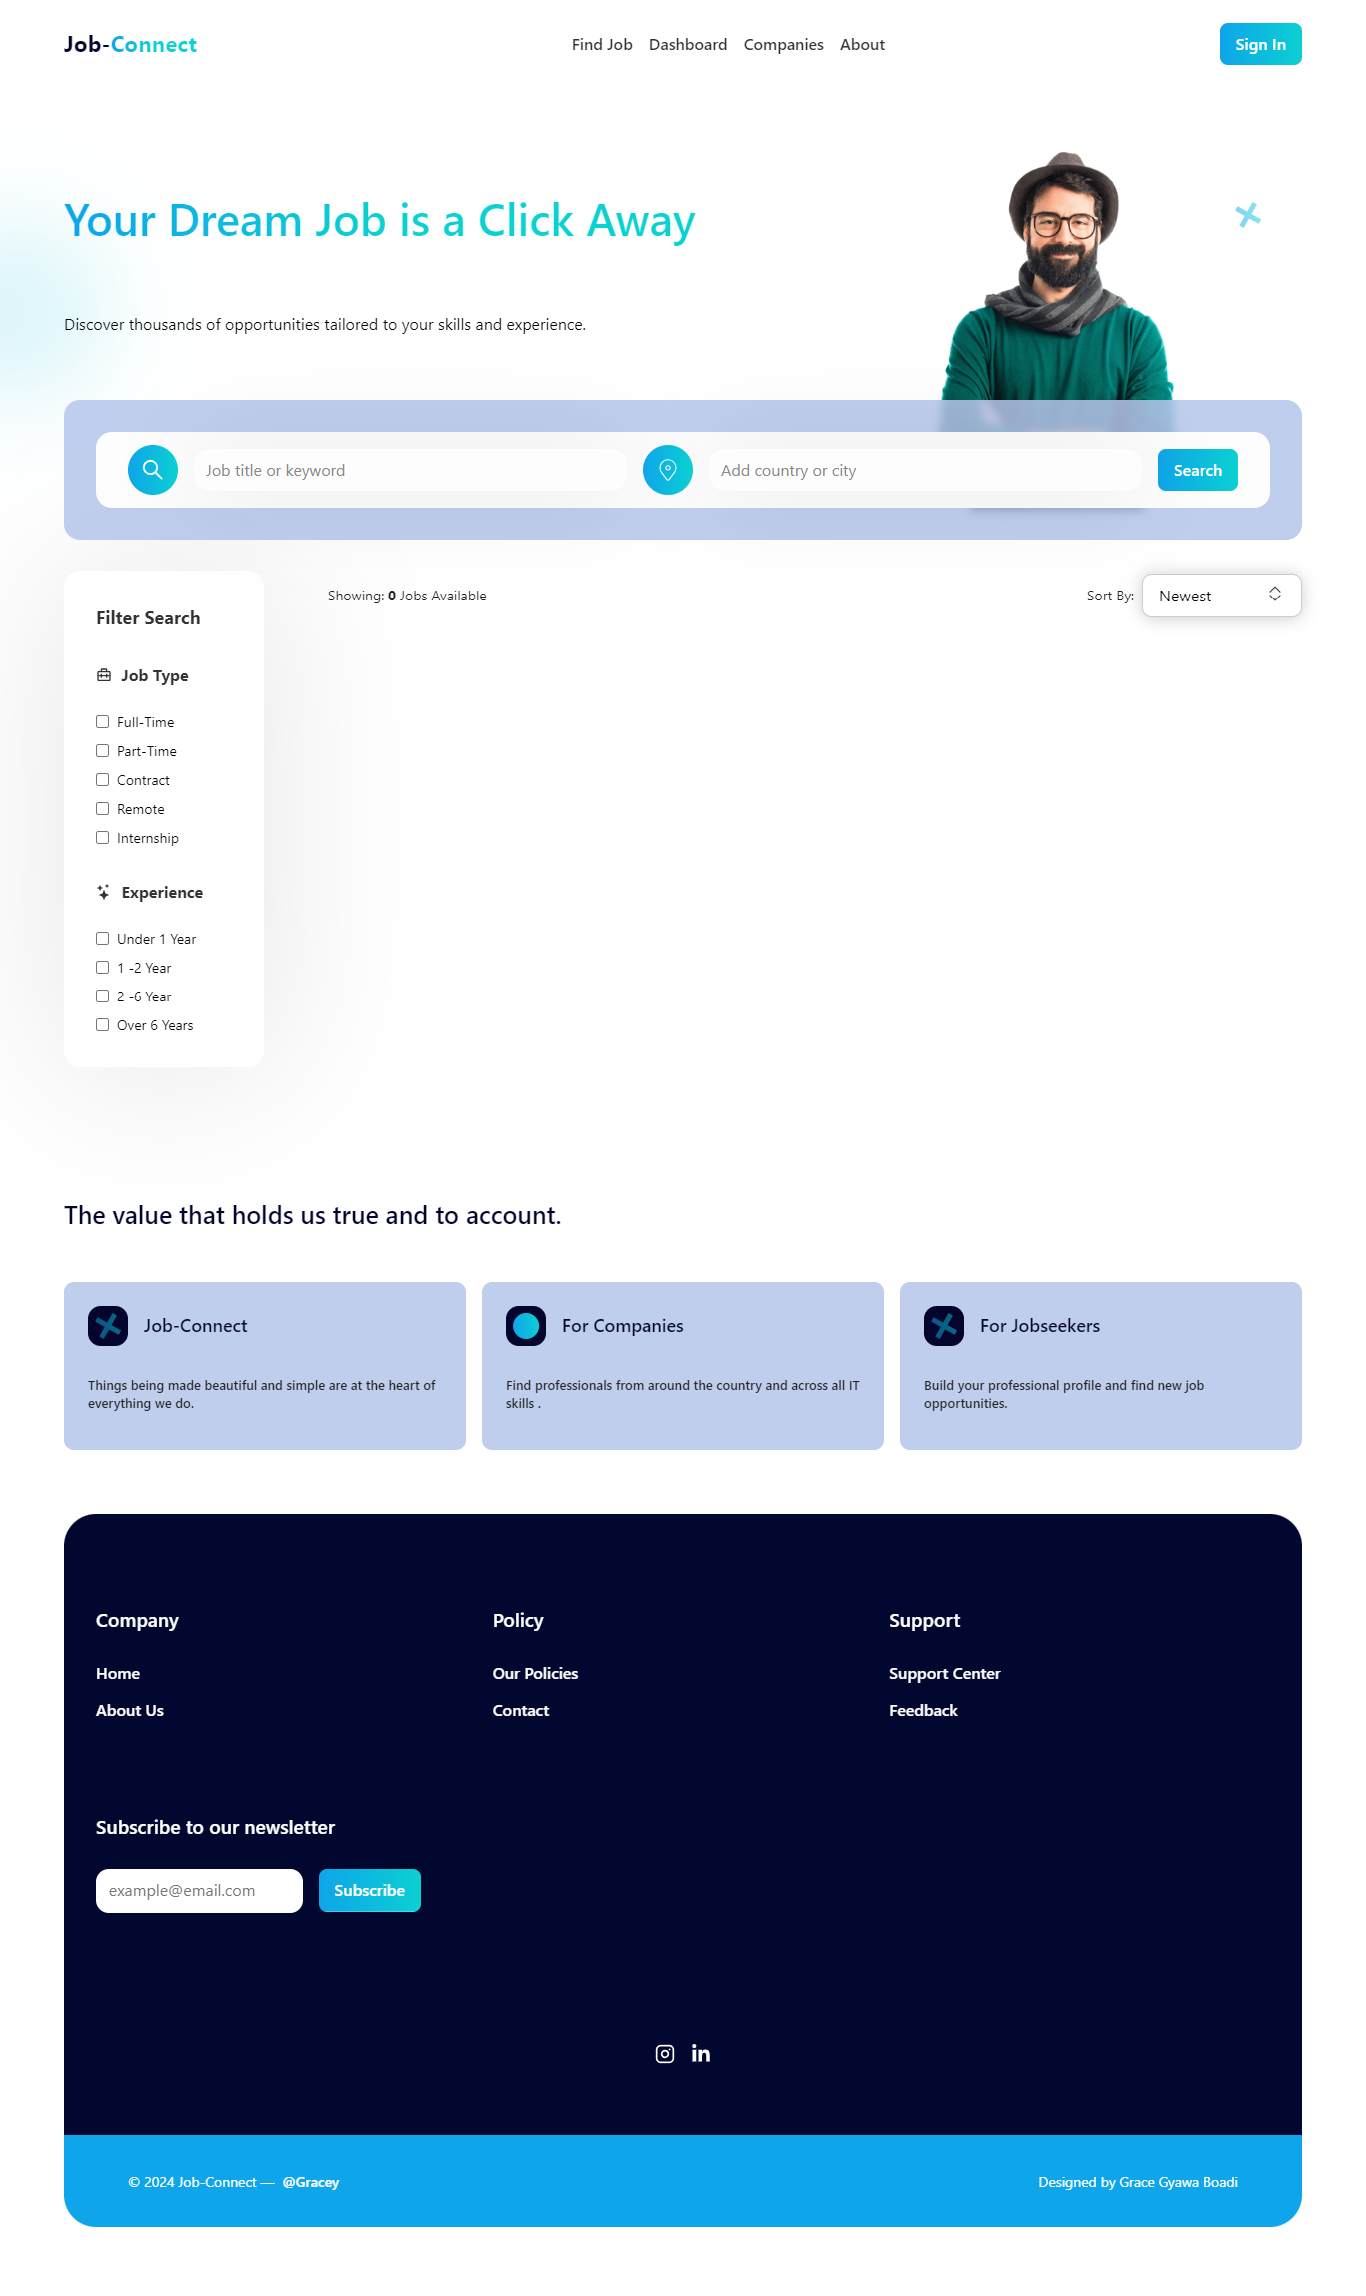 Job-Connect
Find Job Dashboard Companies About
Sign In
Your Dream Job is a Click Away
Discover thousands of opportunities tailored to your skills and experience.
Job title or keyword
Add country or city
Search
Filter Search
Showing: 0 Jobs Available
Sort By: Newest
Job Type
Full-Time
Part-Time
Contract
Remote
Internship
Experience
Under 1 Year
1 -2 Year
2 -6 Year
Over 6 Years
The value that holds us true and to account.
Job-Connect
Things being made beautiful and simple are at the heart of
everything we do.
For Companies
Find professionals from around the country and across all IT
skills .
For Jobseekers
Build your professional profile and find new job
opportunities.
Company
Home
About Us
Policy
Our Policies
Contact
Support
Support Center
Feedback
Subscribe to our newsletter
example@email.com
Subscribe
in
© 2024 Job-Connect — @Gracey
Designed by Grace Gyawa Boadi